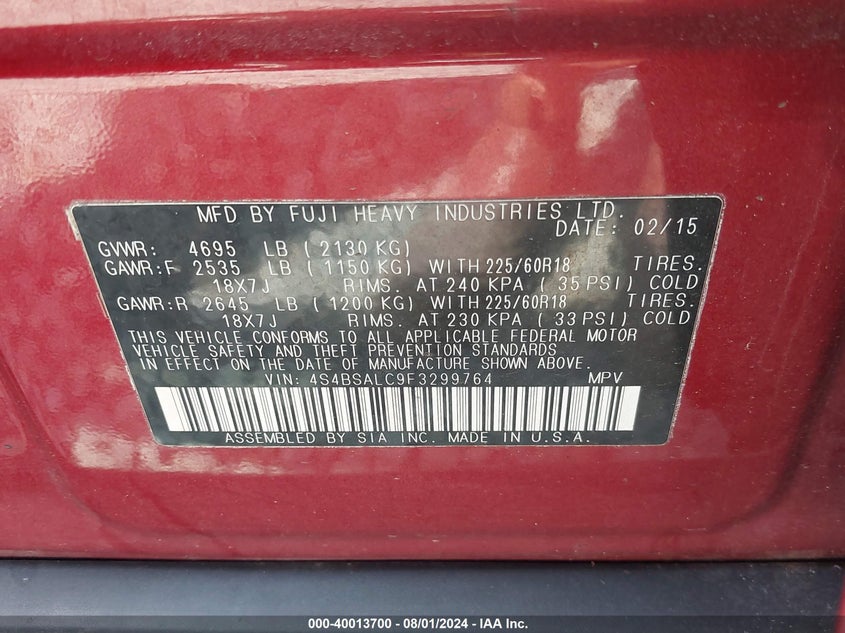 MFD BY FUJI HEAVY INDUSTRIES LTD.
DATE: 02/15
GVWR: 4695 LB (2130 KG)
GAWR:F 2535 LB (1150 KG) WITH 225/60R18 TIRES.
18X7J RIMS. AT 240 KPA (35 PSI) COLD
GAWR:R 2645 LB (1200 KG) WITH 225/60R18 TIRES.
18X7J RIMS. AT 230 KPA (33 PSI) COLD
THIS VEHICLE CONFORMS TO ALL APPLICABLE FEDERAL MOTOR
VEHICLE SAFETY AND THEFT PREVENTION STANDARDS
IN EFFECT ON THE DATE OF MANUFACTURE SHOWN ABOVE.
VIN: 4S4BSALC9F3299764 MPV
ASSEMBLED BY SIA INC. MADE IN U.S.A.
000-40013700 - 08/01/2024 - IAA Inc.